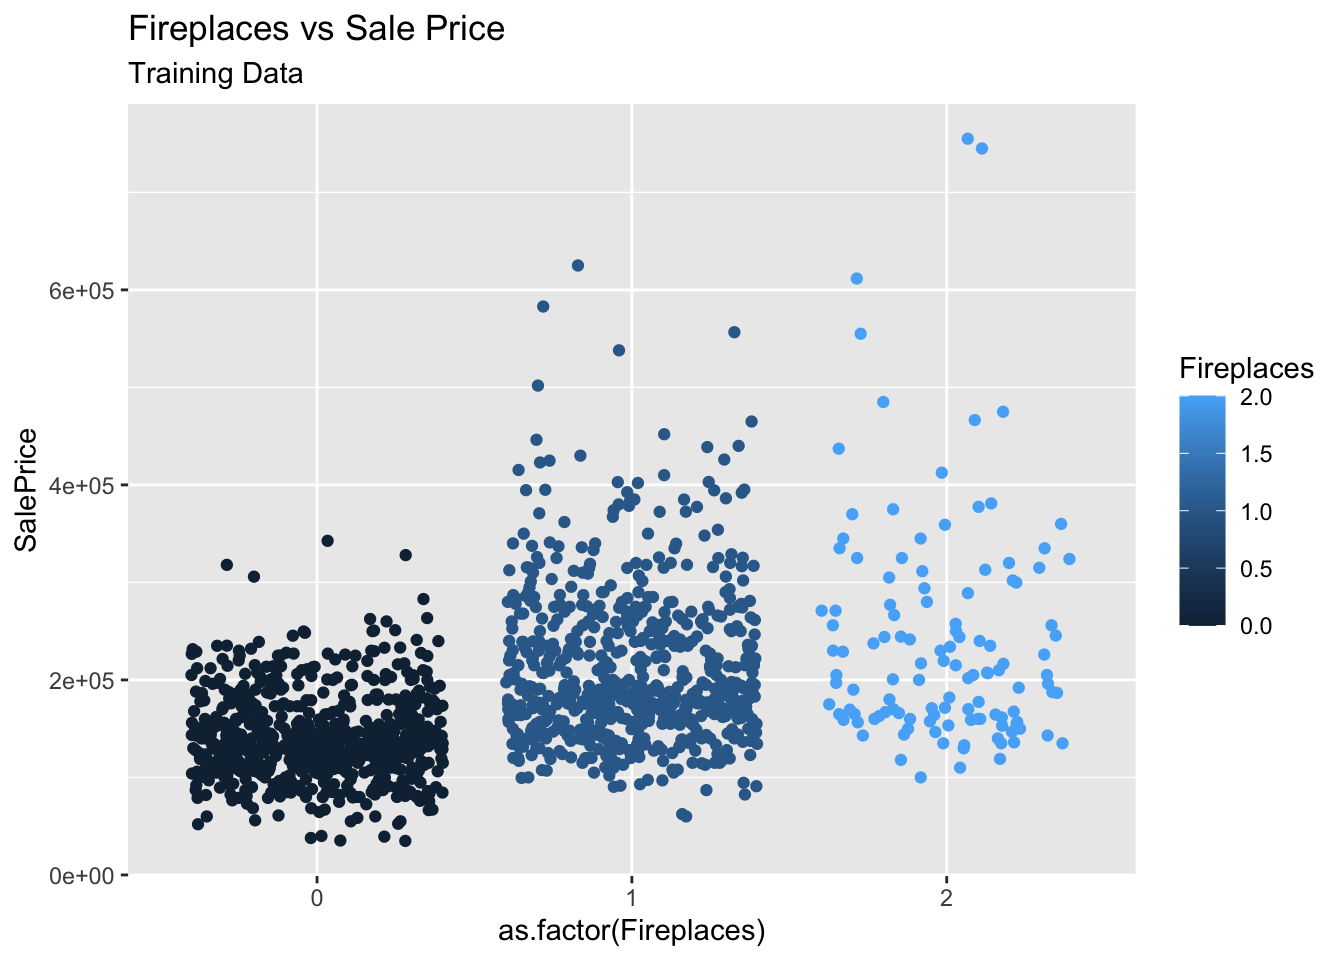 Fireplaces vs Sale Price
Training Data
SalePrice
6e+05
4e+05
2e+05
0e+00
0
1
2
as.factor(Fireplaces)
Fireplaces
2.0
1.5
1.0
0.5
0.0